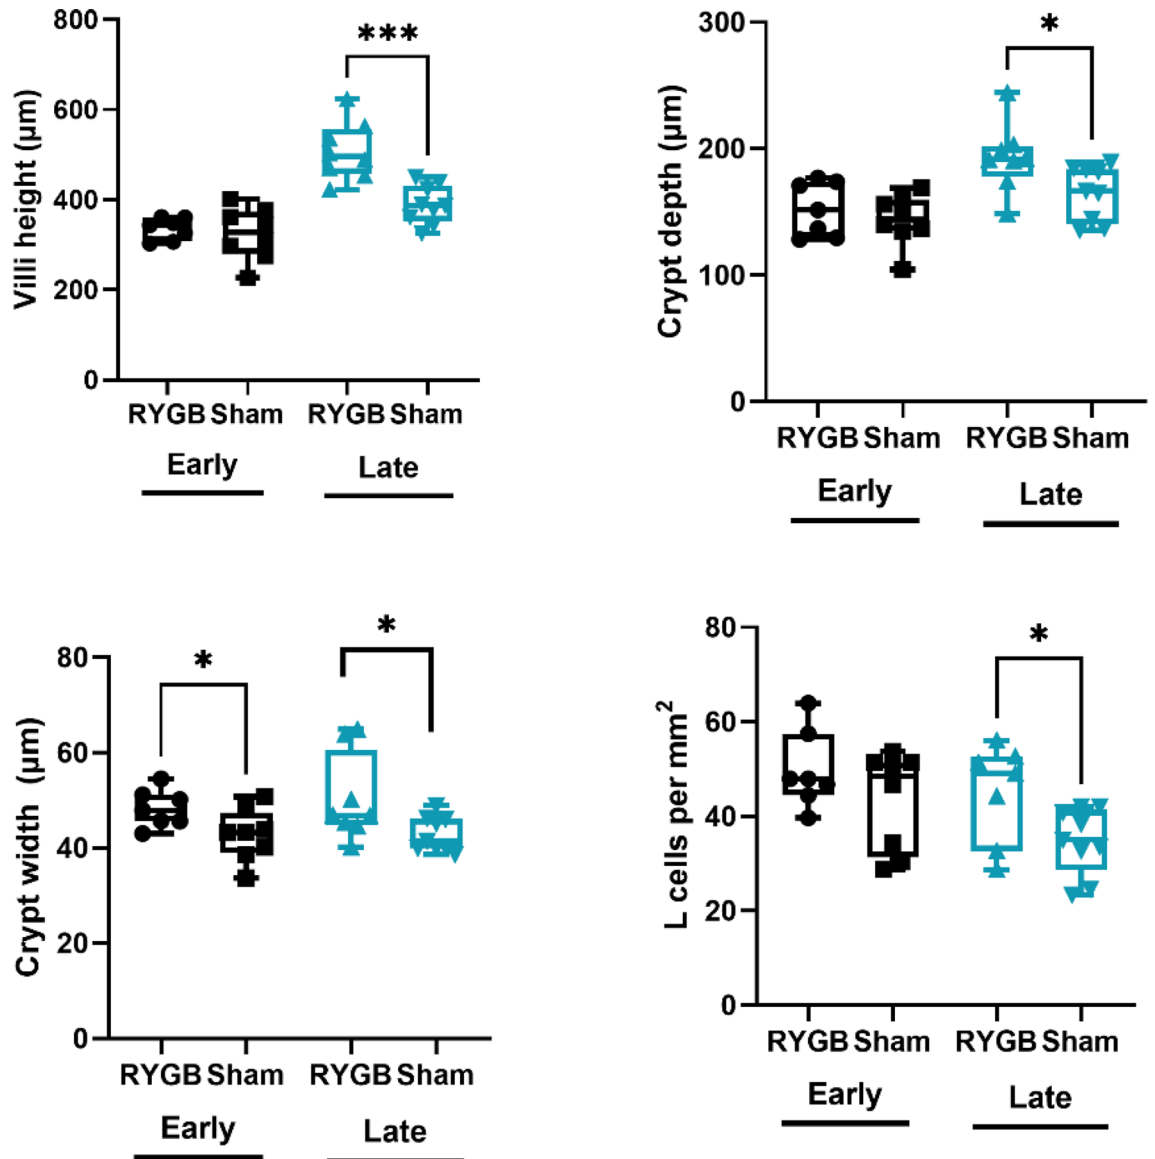 800
600
400
200
0
Villi height (µm)
***
RYGB Sham RYGB Sham
Early Late
300
200
100
0
Crypt depth (µm)
*
RYGB Sham RYGB Sham
Early Late
80
60
40
20
0
Crypt width (µm)
* *
RYGB Sham RYGB Sham
Early Late
80
60
40
20
0
L cells per mm²
*
RYGB Sham RYGB Sham
Early Late